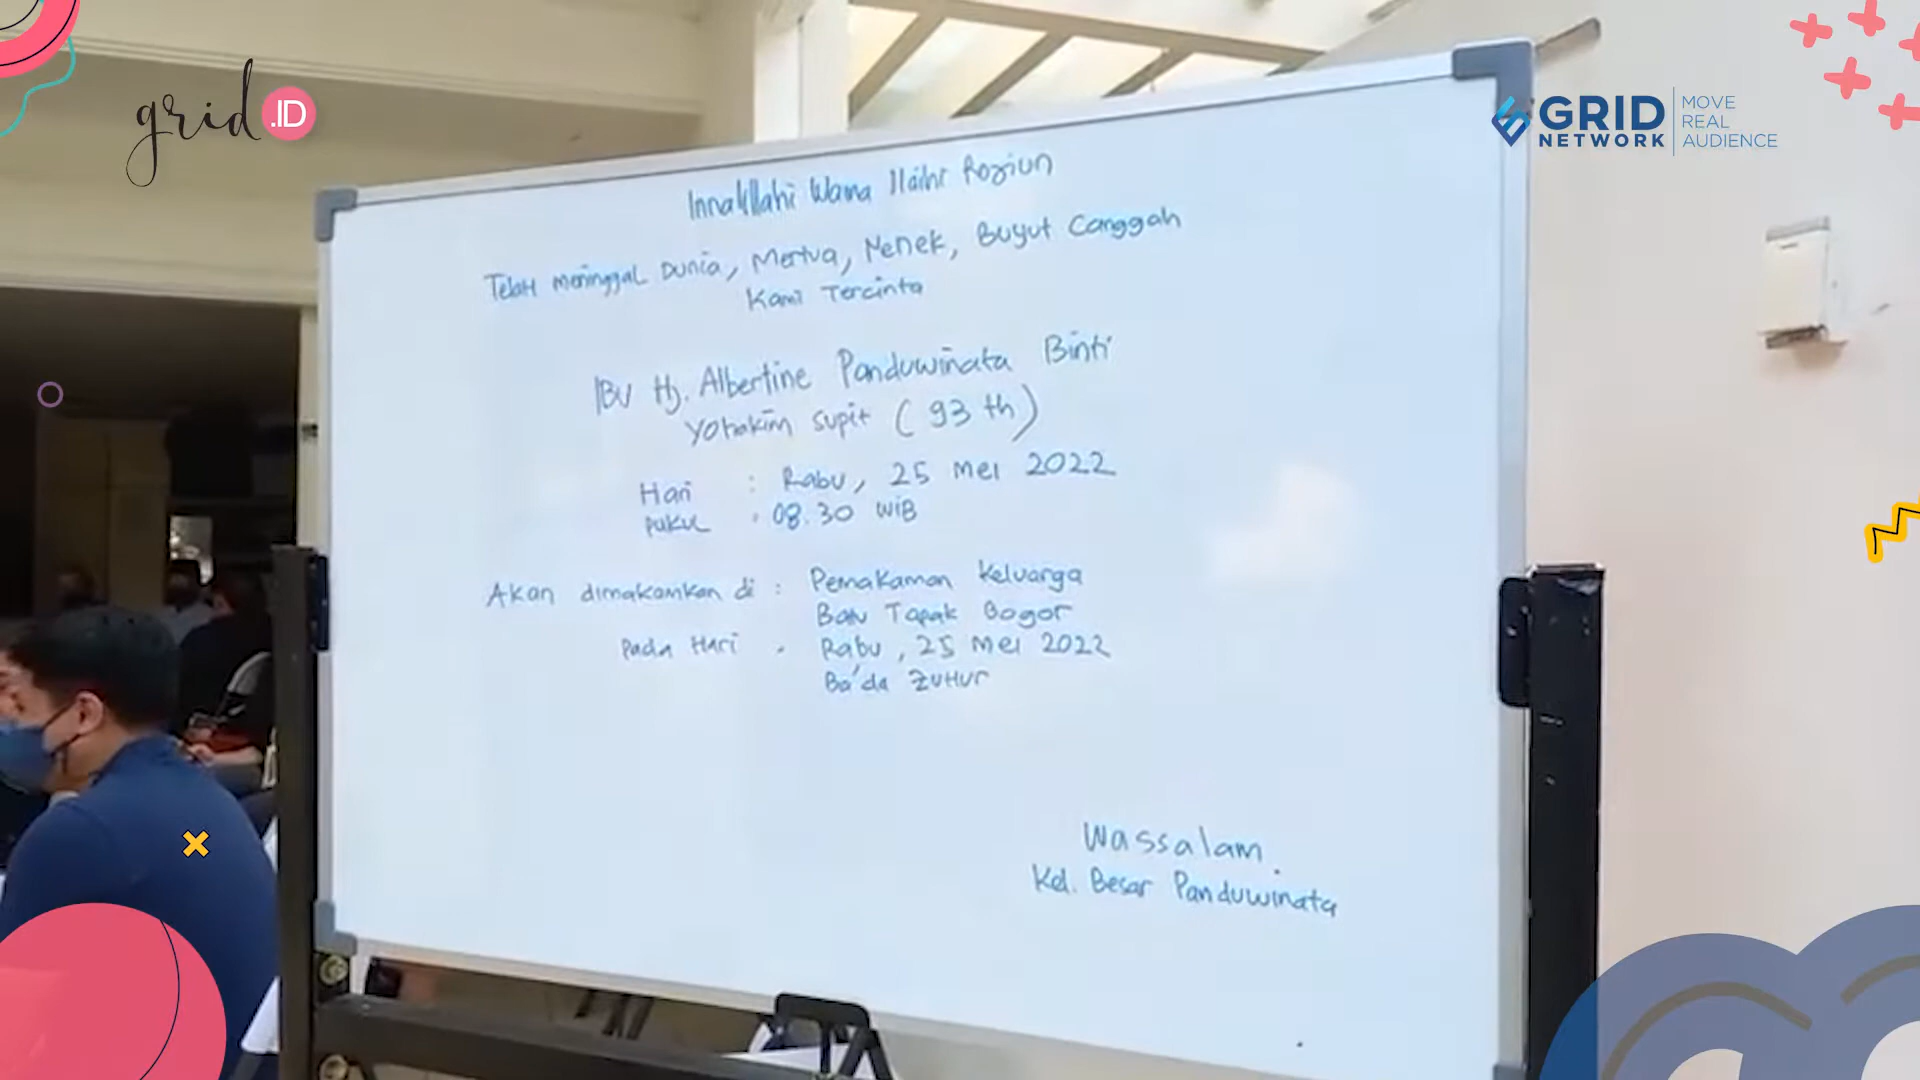 grid .ID
GRID NETWORK
MOVE REAL AUDIENCE
Innalillahi Wama Ilaihi Rojiun
Telah meninggal Dunia, Mertua, Nenek, Buyut Canggah
Kami Tercinta
IBU Hj. Albertine Panduwinata Binti
Yohakim Supit (93 th)
Hari : Rabu, 25 Mei 2022
Pukul : 08.30 WIB
Akan dimakamkan di : Pemakaman Keluarga
Batu Tapak Bogor
Pada Hari . Rabu, 25 Mei 2022
Ba'da ZUHUR
Wassalam.
Kel. Besar Panduwinata